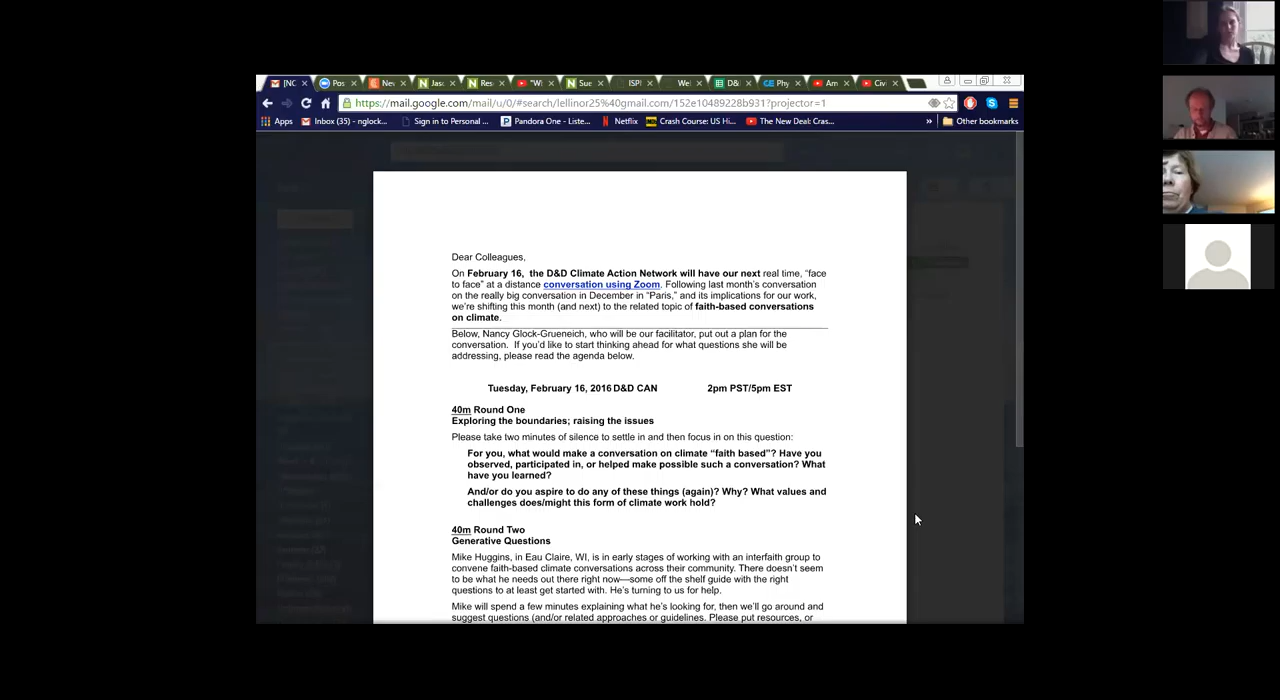 [NC
Pos
Nev
Jas
Res
"Wi
Suc
ISPI
Wel
D&I
Phy
Am
Civi
https://mail.google.com/mail/u/0/#search/lellinor25%40gmail.com/152e10489228b931?projector=1
Apps
Inbox (35) - nglock...
Sign in to Personal ...
Pandora One - Liste...
Netflix
Crash Course: US Hi...
The New Deal: Cras...
»
Other bookmarks
Dear Colleagues,
On February 16, the D&D Climate Action Network will have our next real time, “face
to face” at a distance conversation using Zoom. Following last month’s conversation
on the really big conversation in December in “Paris,” and its implications for our work,
we’re shifting this month (and next) to the related topic of faith-based conversations
on climate.
Below, Nancy Glock-Grueneich, who will be our facilitator, put out a plan for the
conversation. If you’d like to start thinking ahead for what questions she will be
addressing, please read the agenda below.
Tuesday, February 16, 2016 D&D CAN 2pm PST/5pm EST
40m Round One
Exploring the boundaries; raising the issues
Please take two minutes of silence to settle in and then focus in on this question:
For you, what would make a conversation on climate “faith based”? Have you
observed, participated in, or helped make possible such a conversation? What
have you learned?
And/or do you aspire to do any of these things (again)? Why? What values and
challenges does/might this form of climate work hold?
40m Round Two
Generative Questions
Mike Huggins, in Eau Claire, WI, is in early stages of working with an interfaith group to
convene faith-based climate conversations across their community. There doesn’t seem
to be what he needs out there right now—some off the shelf guide with the right
questions to at least get started with. He’s turning to us for help.
Mike will spend a few minutes explaining what he’s looking for, then we’ll go around and
suggest questions (and/or related approaches or guidelines. Please put resources, or